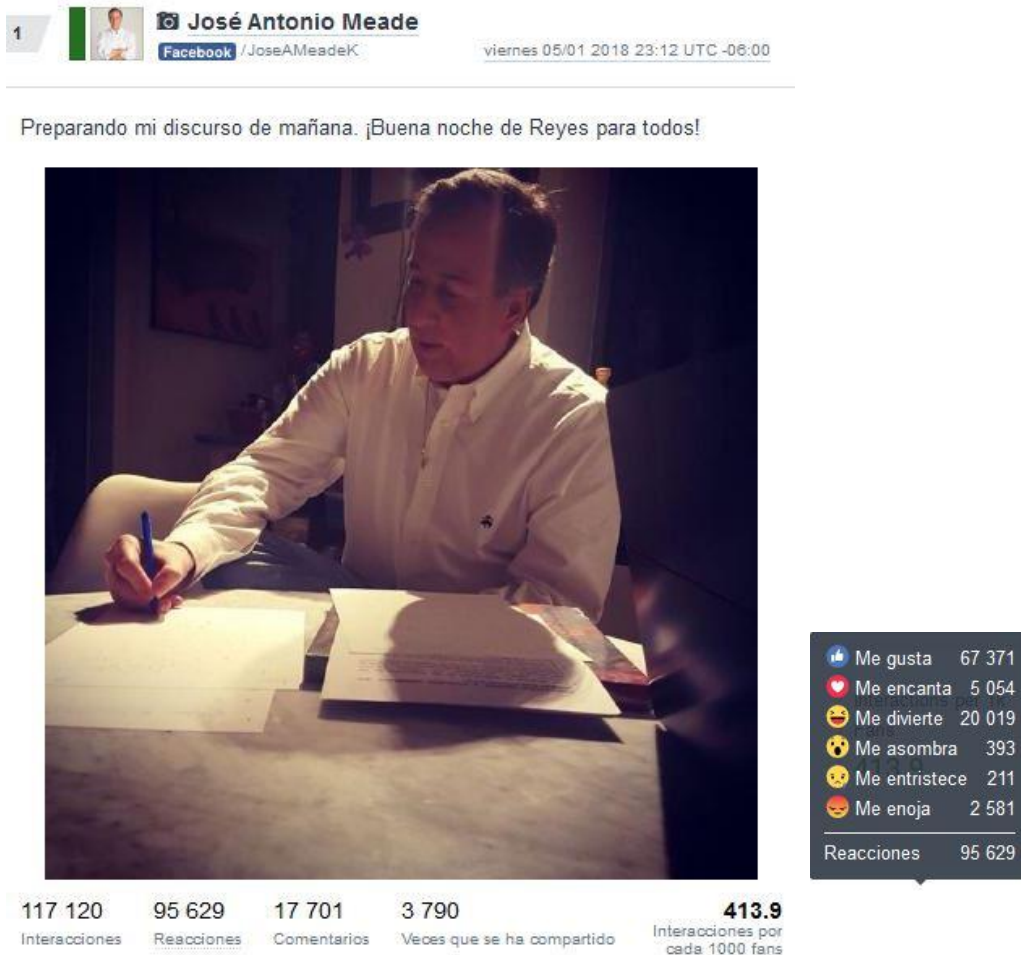 1
José Antonio Meade
Facebook /JoseAMeadeK
viernes 05/01 2018 23:12 UTC -06:00
Preparando mi discurso de mañana. ¡Buena noche de Reyes para todos!
Me gusta 67 371
Me encanta 5 054
Me divierte 20 019
Me asombra 393
Me entristece 211
Me enoja 2 581
Reacciones 95 629
117 120
Interacciones
95 629
Reacciones
17 701
Comentarios
3 790
Veces que se ha compartido
413.9
Interacciones por
cada 1000 fans